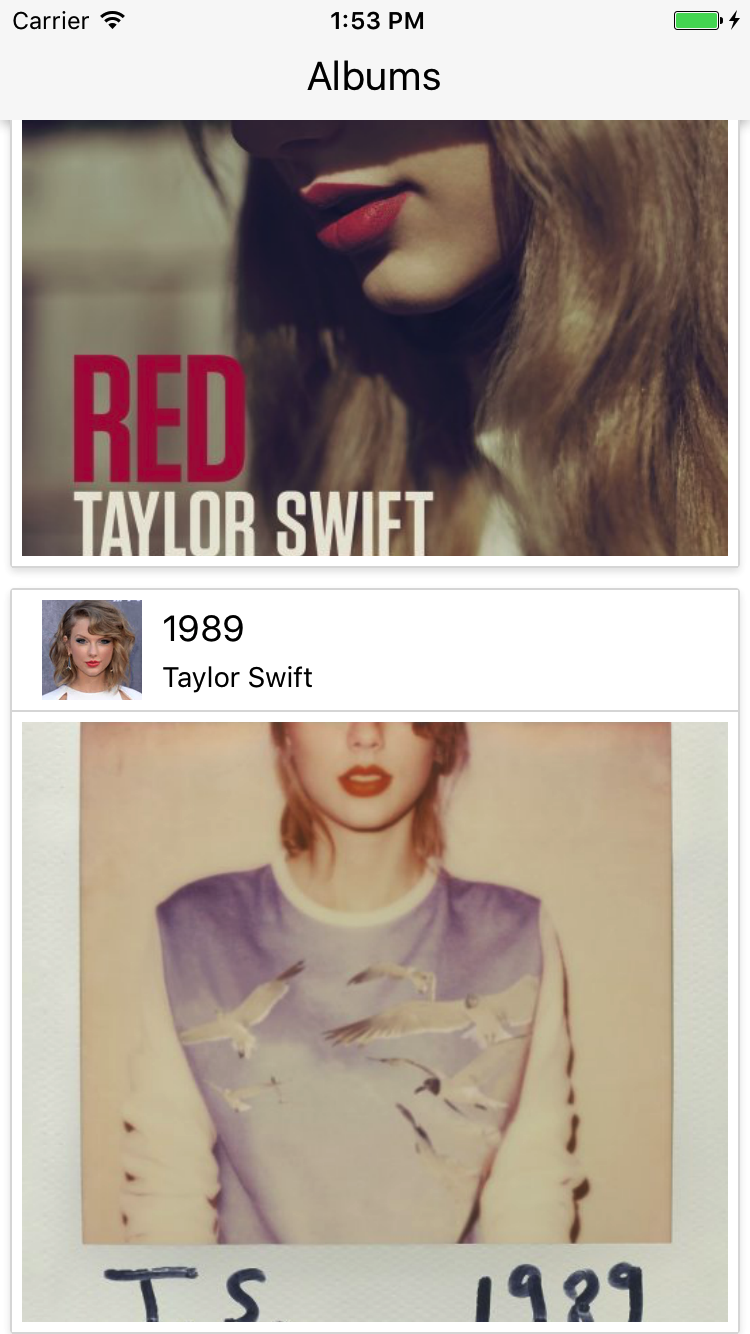 Carrier 1:53 PM
Albums
RED
TAYLOR SWIFT
1989
Taylor Swift
T.S. 1989